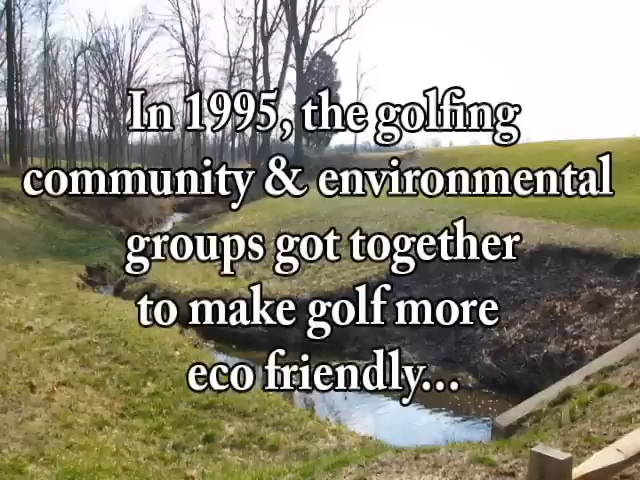 In 1995, the golfing
community & environmental
groups got together
to make golf more
eco friendly...